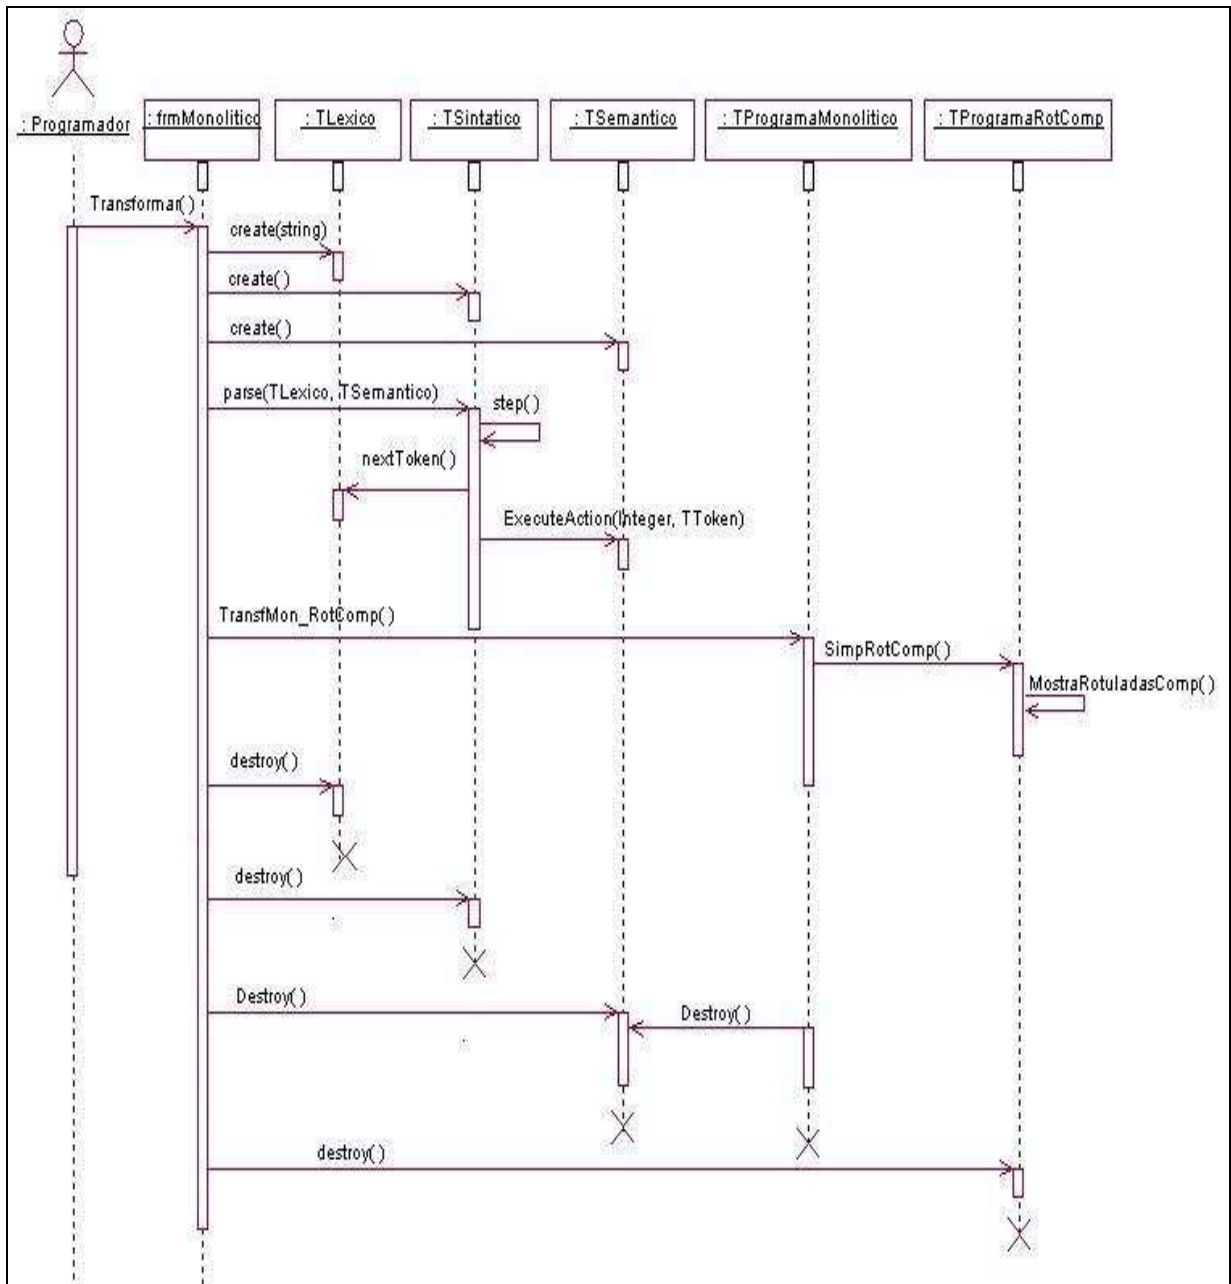 : Programador
: frmMonolitico
: TLexico
: TSintatico
: TSemantico
: TProgramaMonolitico
: TProgramaRotComp
Transformar()
create(string)
create()
create()
parse(TLexico, TSemantico)
step()
nextToken()
ExecuteAction(Integer, TToken)
TransfMon_RotComp()
SimpRotComp()
MostraRotuladasComp()
destroy()
destroy()
Destroy()
Destroy()
destroy()